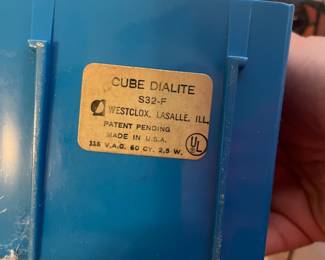 CUBE DIALITE
S32-F
WESTCLOX, LASALLE, ILL.
PATENT PENDING
MADE IN U.S.A.
115 V.A.C. 60 CY. 2.5 W.
UL